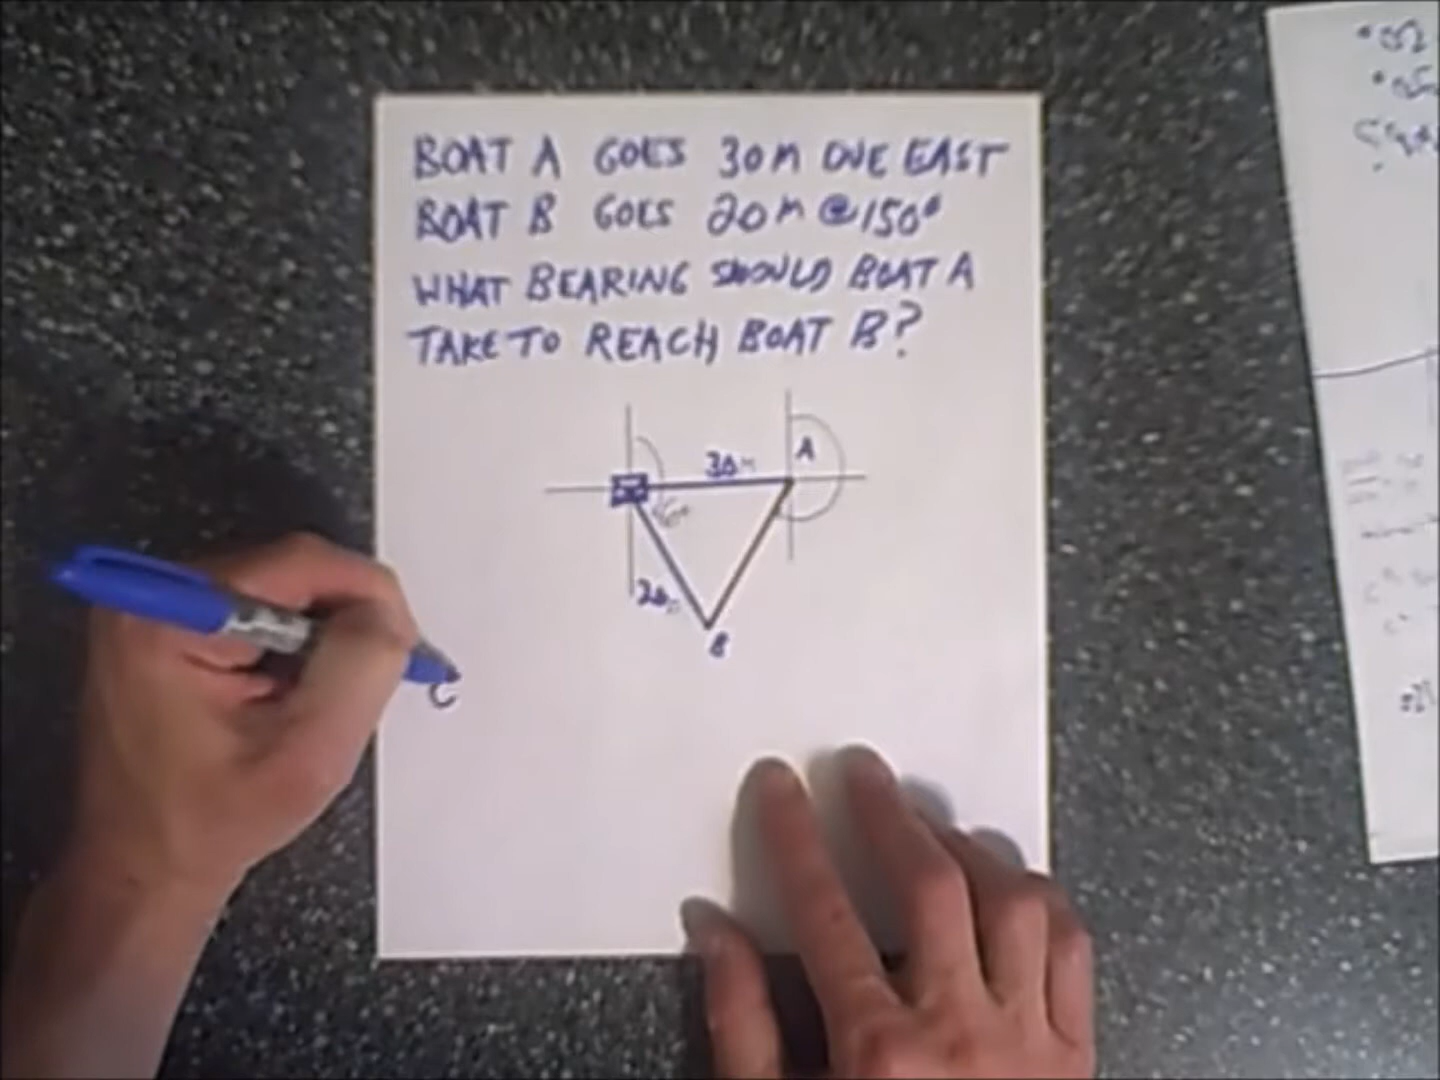 BOAT A GOES 30M DUE EAST
BOAT B GOES 20M @ 150°
WHAT BEARING SHOULD BOAT A
TAKE TO REACH BOAT B?
A
30M
60°
20m
B
c